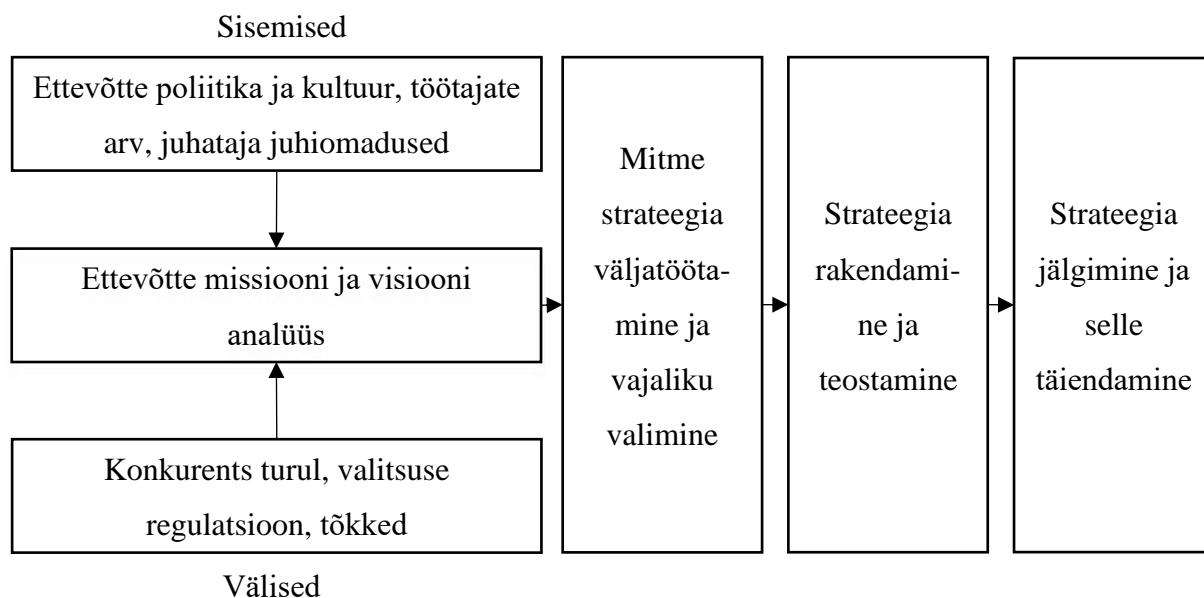 Sisemised
Ettevõtte poliitika ja kultuur, töötajate
arv, juhataja juhiomadused
Ettevõtte missiooni ja visiooni
analüüs
Konkurents turul, valitsuse
regulatsioon, tõkked
Välised
Mitme
strateegia
väljatööta-
mine ja
vajaliku
valimine
Strateegia
rakendami-
ne ja
teostamine
Strateegia
jälgimine ja
selle
täiendamine